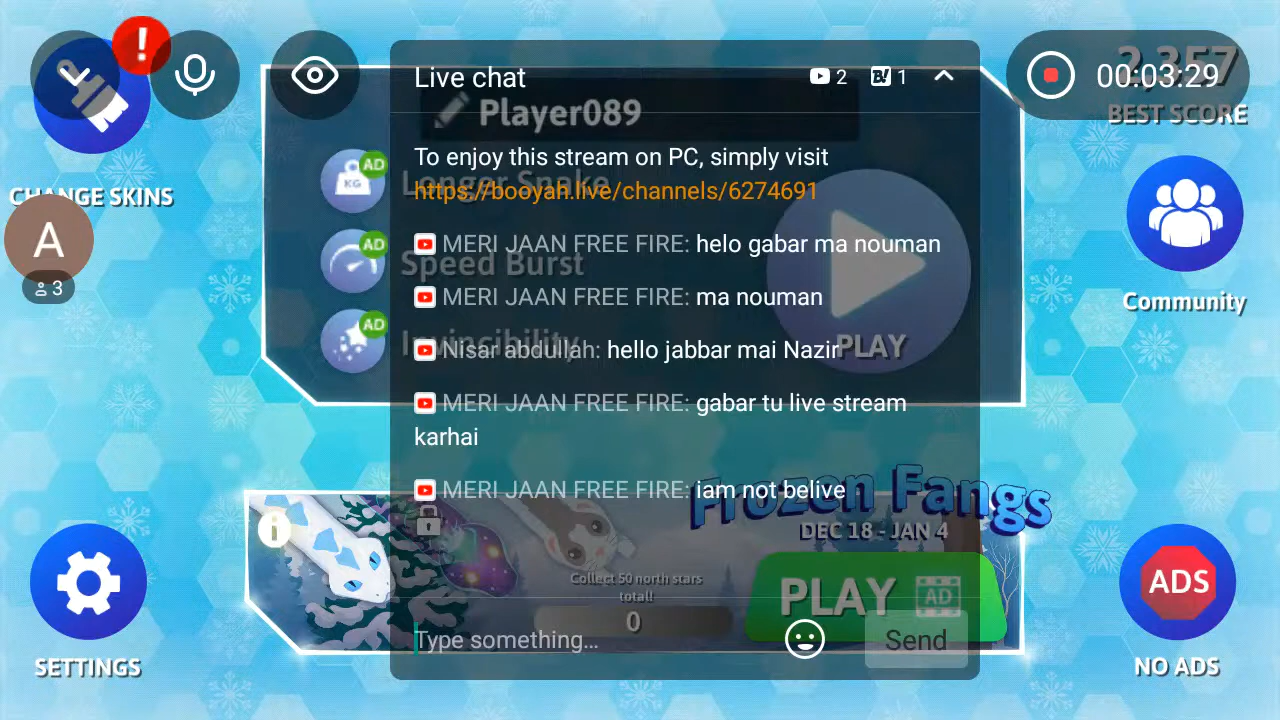 2,357
BEST SCORE
00:03:29
Live chat
2
1
Player089
To enjoy this stream on PC, simply visit
https://booyah.live/channels/6274691
CHANGE SKINS
A
3
AD
KG
Longer Snake
MERI JAAN FREE FIRE: helo gabar ma nouman
AD
Speed Burst
MERI JAAN FREE FIRE: ma nouman
Community
AD
Invincibility
Nisar abdullah: hello jabbar mai Nazir
PLAY
MERI JAAN FREE FIRE: gabar tu live stream
karhai
MERI JAAN FREE FIRE: iam not belive
Frozen Fangs
DEC 18 - JAN 4
Collect 50 north stars
total!
0
PLAY
AD
Type something...
Send
SETTINGS
ADS
NO ADS